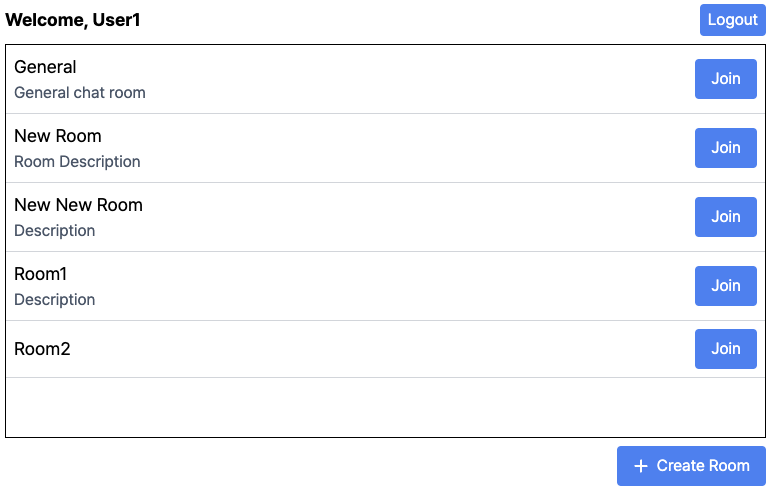 Welcome, User1
Logout
General
General chat room
Join
New Room
Room Description
Join
New New Room
Description
Join
Room1
Description
Join
Room2
Join
+ Create Room